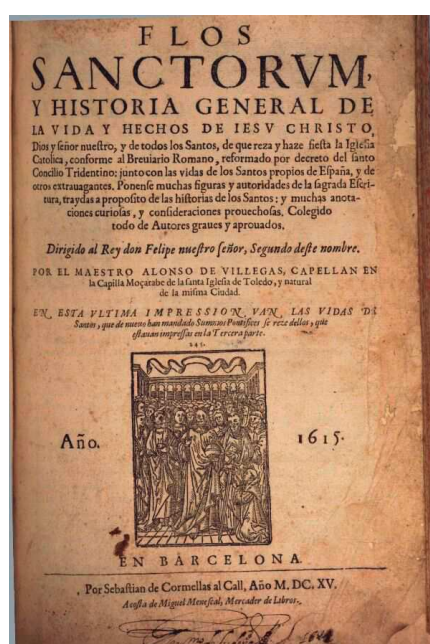 FLOS
SANCTORVM,
Y HISTORIA GENERAL DE
LA VIDA Y HECHOS DE IESV CHRISTO,
Dios y señor nuestro, y de todos los Santos, de que reza y haze fiesta la Iglesia
Catolica, conforme al Breuiario Romano, reformado por decreto del santo
Concilio Tridentino: junto con las vidas de los Santos propios de España, y de
otros extrauagantes. Ponense muchas figuras y autoridades de la sagrada Escri-
tura, traydas a proposito de las historias de los Santos: y muchas anota-
ciones curiosas, y consideraciones prouechosas. Colegido
todo de Autores graues y aprouados.
Dirigido al Rey don Felipe nuestro señor, Segundo deste nombre.
POR EL MAESTRO ALONSO DE VILLEGAS, CAPELLAN EN
la Capilla Moçarabe de la santa Iglesia de Toledo, y natural
de la misma Ciudad.
EN ESTA VLTIMA IMPRESSION VAN LAS VIDAS DE
Santos, que de nueuo han mandado Summos Pontifices se reze dellos, que
estauan impressas en la Tercera parte.
Año. 1615.
EN BARCELONA.
Por Sebastian de Cormellas al Call, Año M. DC. XV.
A costa de Miguel Menescal, Mercader de Libros.